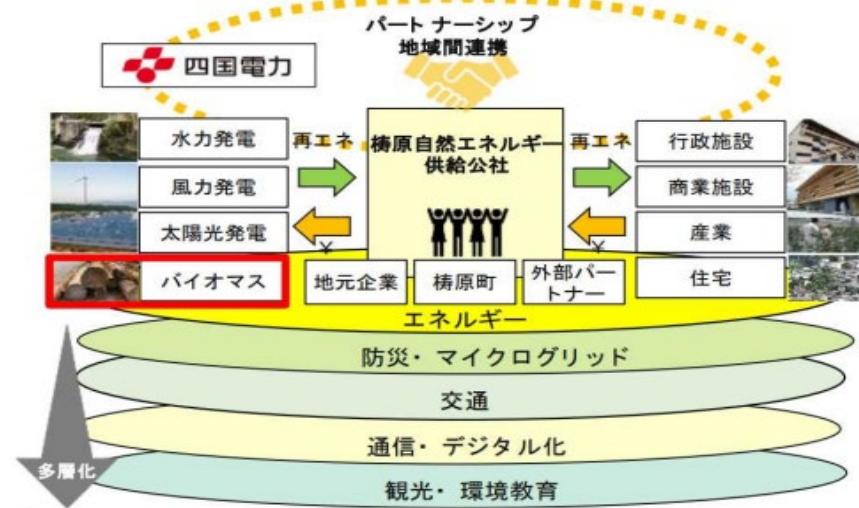 パートナーシップ
地域間連携
四国電力
水力発電
風力発電
太陽光発電
バイオマス
再エネ
¥
梼原自然エネルギー
供給公社
再エネ
¥
行政施設
商業施設
産業
住宅
地元企業
梼原町
外部パー
トナー
エネルギー
防災・マイクログリッド
交通
通信・デジタル化
観光・環境教育
多層化